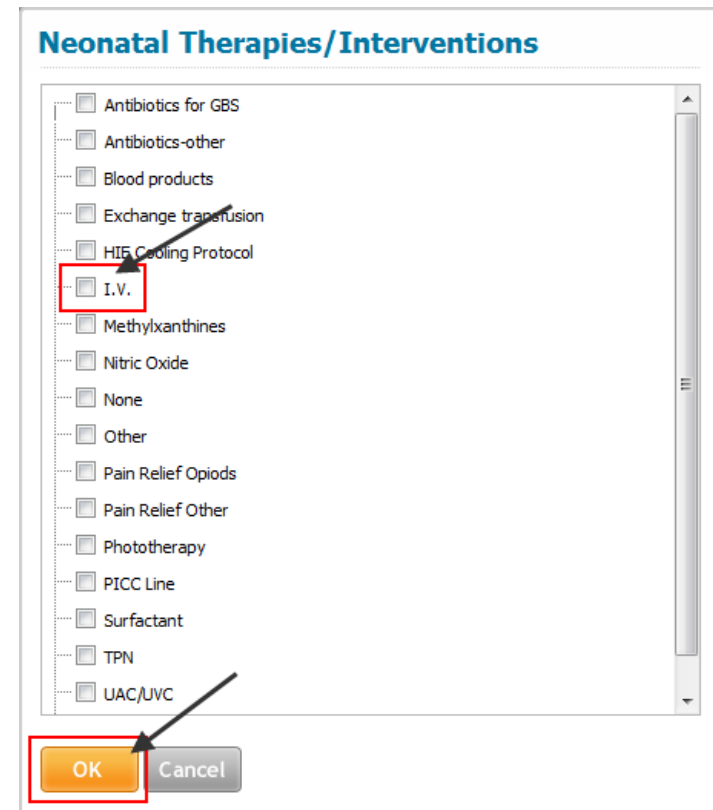 Neonatal Therapies/Interventions
Antibiotics for GBS
Antibiotics-other
Blood products
Exchange transfusion
HIE Cooling Protocol
I.V.
Methylxanthines
Nitric Oxide
None
Other
Pain Relief Opiods
Pain Relief Other
Phototherapy
PICC Line
Surfactant
TPN
UAC/UVC
OK Cancel